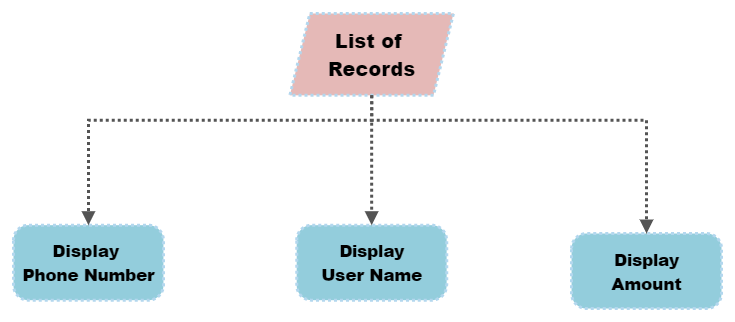 List of
Records
Display
Phone Number
Display
User Name
Display
Amount